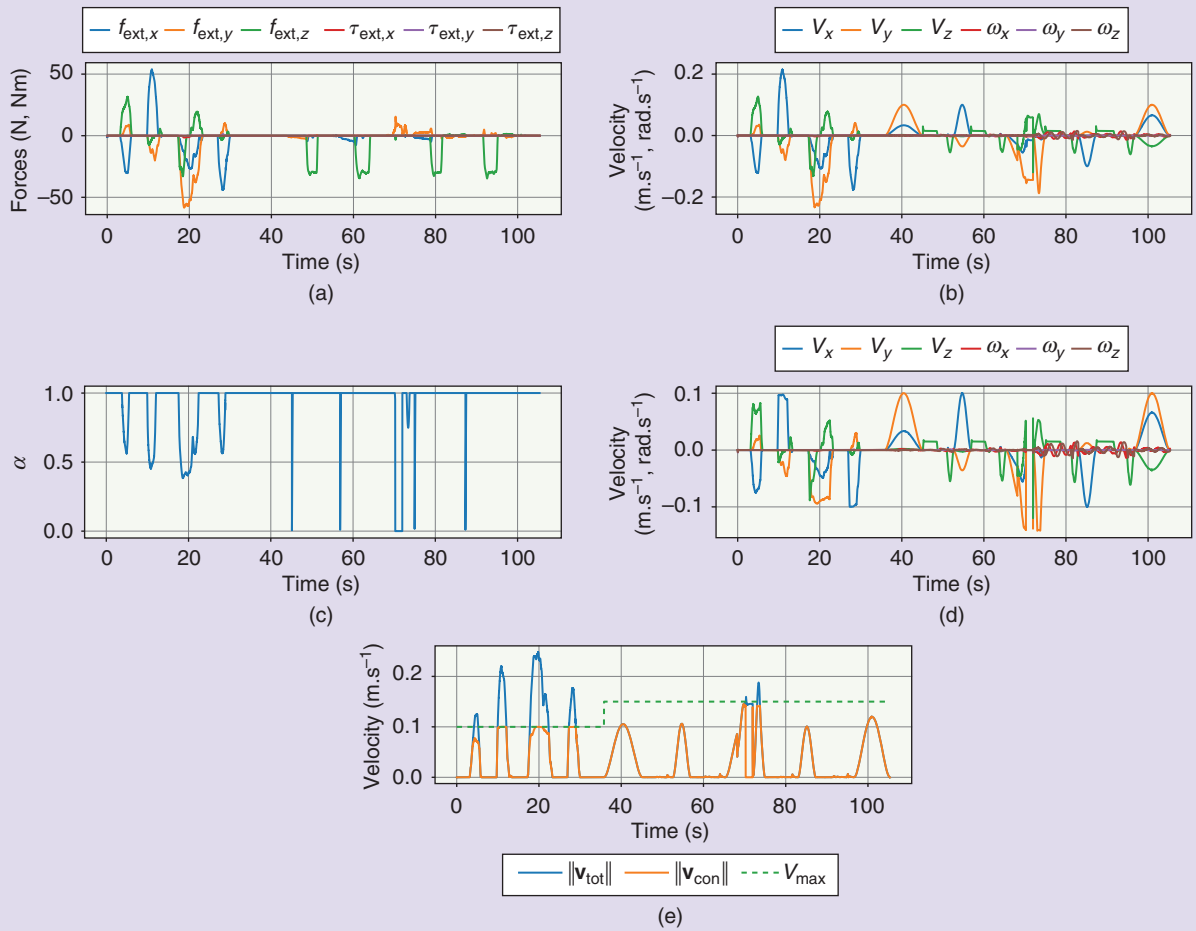 f_ext,x f_ext,y f_ext,z τ_ext,x τ_ext,y τ_ext,z
Forces (N, Nm)
50
0
−50
0 20 40 60 80 100
Time (s)
(a)
V_x V_y V_z ω_x ω_y ω_z
Velocity
(m.s⁻¹, rad.s⁻¹)
0.2
0.0
−0.2
0 20 40 60 80 100
Time (s)
(b)
α
1.0
0.5
0.0
0 20 40 60 80 100
Time (s)
(c)
V_x V_y V_z ω_x ω_y ω_z
Velocity
(m.s⁻¹, rad.s⁻¹)
0.1
0.0
−0.1
0 20 40 60 80 100
Time (s)
(d)
Velocity (m.s⁻¹)
0.2
0.1
0.0
0 20 40 60 80 100
Time (s)
‖v_tot‖ ‖v_con‖ V_max
(e)